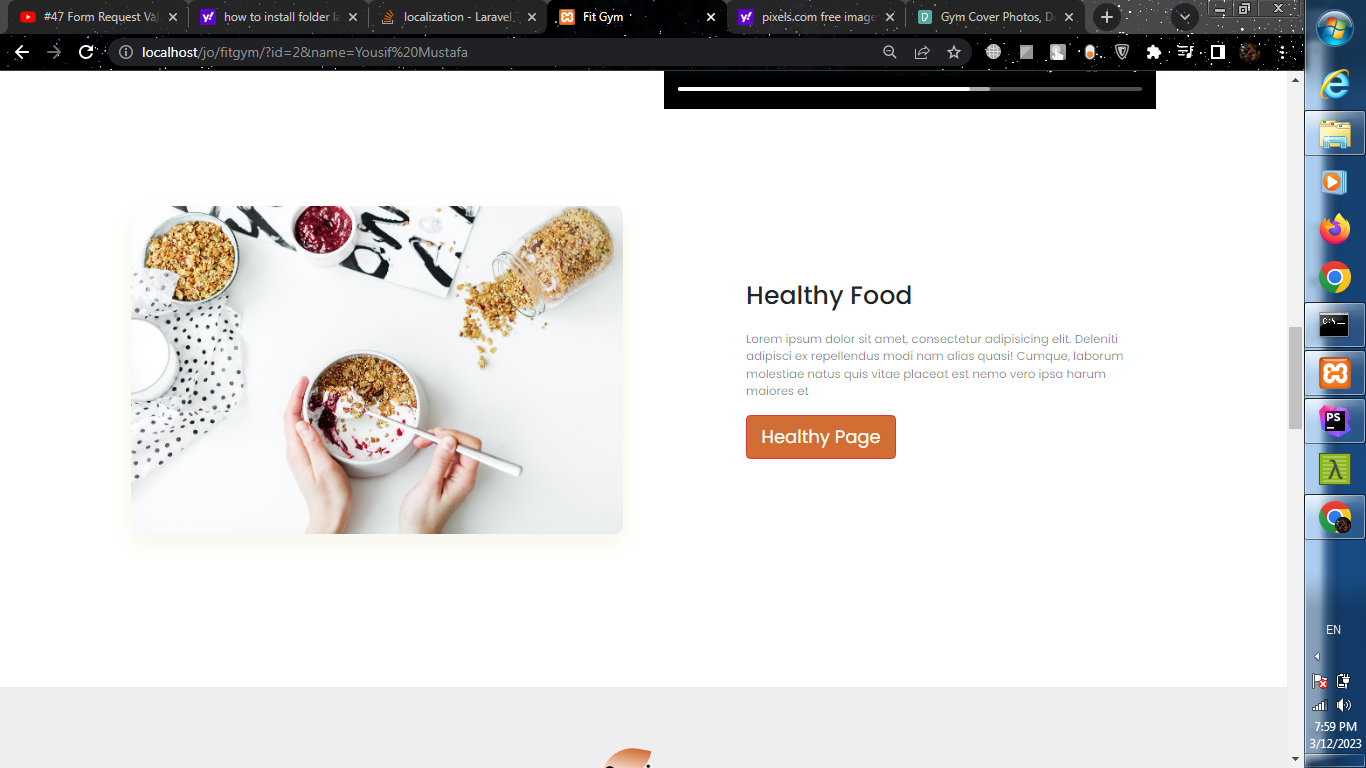 #47 Form Request Va
how to install folder la
localization - Laravel
Fit Gym
pixels.com free image
Gym Cover Photos, D
localhost/jo/fitgym/?id=2&name=Yousif%20Mustafa
Healthy Food
Lorem ipsum dolor sit amet, consectetur adipisicing elit. Deleniti
adipisci ex repellendus modi nam alias quasi! Cumque, laborum
molestiae natus quis vitae placeat est nemo vero ipsa harum
maiores et
Healthy Page
C:\_
PS
EN
7:59 PM
3/12/2023